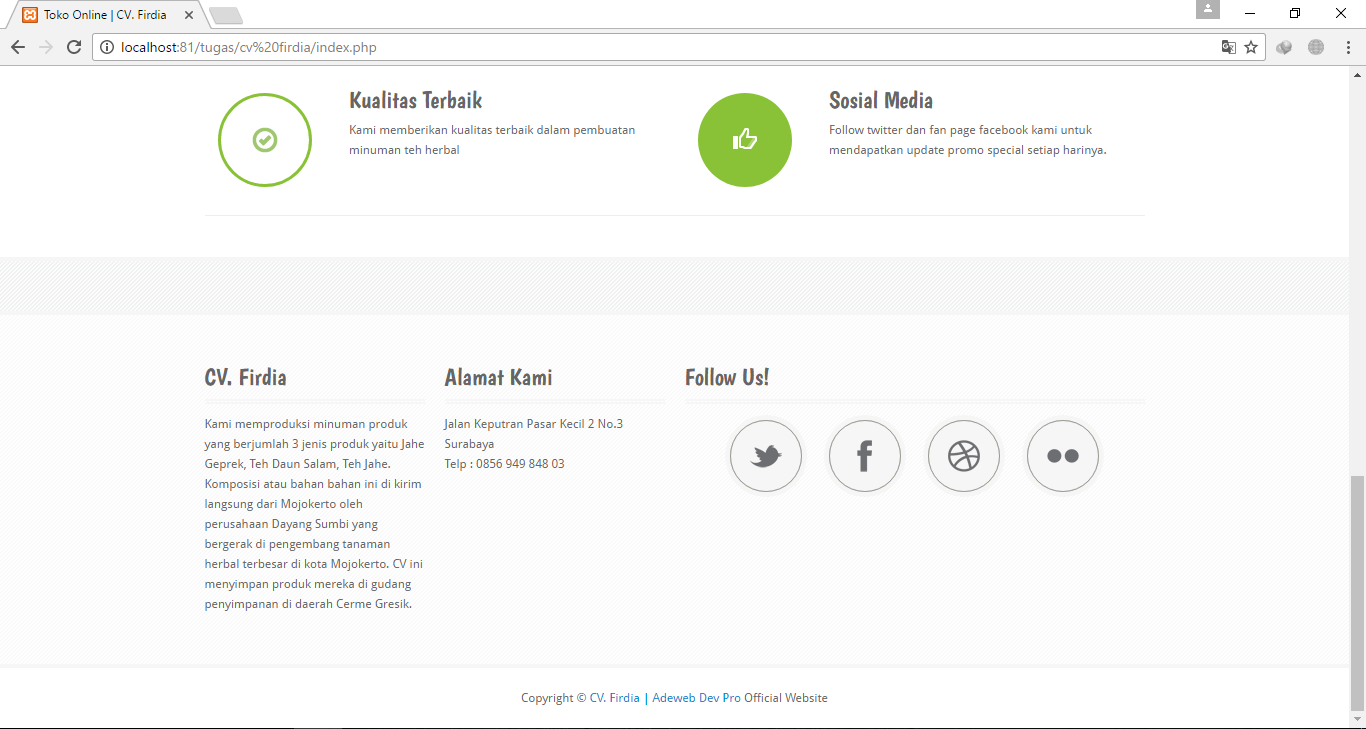 Toko Online | CV. Firdia
localhost:81/tugas/cv%20firdia/index.php
Kualitas Terbaik
Kami memberikan kualitas terbaik dalam pembuatan
minuman teh herbal
Sosial Media
Follow twitter dan fan page facebook kami untuk
mendapatkan update promo special setiap harinya.
CV. Firdia
Kami memproduksi minuman produk
yang berjumlah 3 jenis produk yaitu Jahe
Geprek, Teh Daun Salam, Teh Jahe.
Komposisi atau bahan bahan ini di kirim
langsung dari Mojokerto oleh
perusahaan Dayang Sumbi yang
bergerak di pengembang tanaman
herbal terbesar di kota Mojokerto. CV ini
menyimpan produk mereka di gudang
penyimpanan di daerah Cerme Gresik.
Alamat Kami
Jalan Keputran Pasar Kecil 2 No.3
Surabaya
Telp : 0856 949 848 03
Follow Us!
Copyright © CV. Firdia | Adeweb Dev Pro Official Website